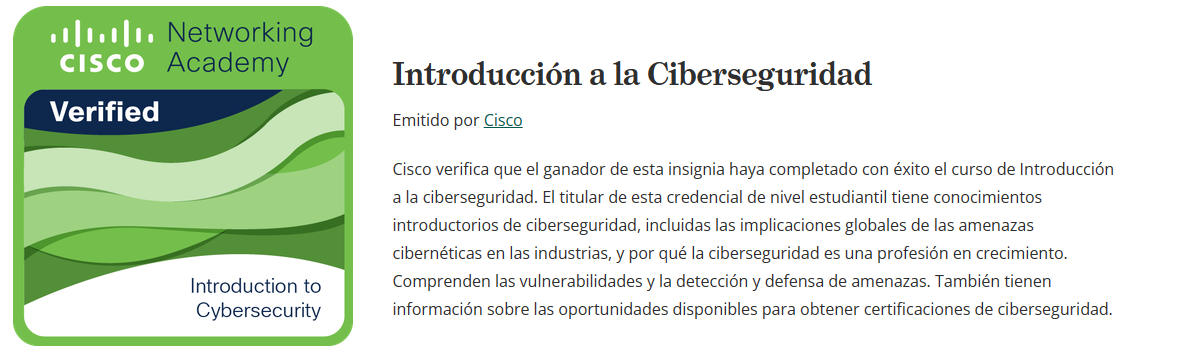 CISCO
Networking
Academy
Verified
Introduction to
Cybersecurity
Introducción a la Ciberseguridad
Emitido por Cisco
Cisco verifica que el ganador de esta insignia haya completado con éxito el curso de Introducción
a la ciberseguridad. El titular de esta credencial de nivel estudiantil tiene conocimientos
introductorios de ciberseguridad, incluidas las implicaciones globales de las amenazas
cibernéticas en las industrias, y por qué la ciberseguridad es una profesión en crecimiento.
Comprenden las vulnerabilidades y la detección y defensa de amenazas. También tienen
información sobre las oportunidades disponibles para obtener certificaciones de ciberseguridad.